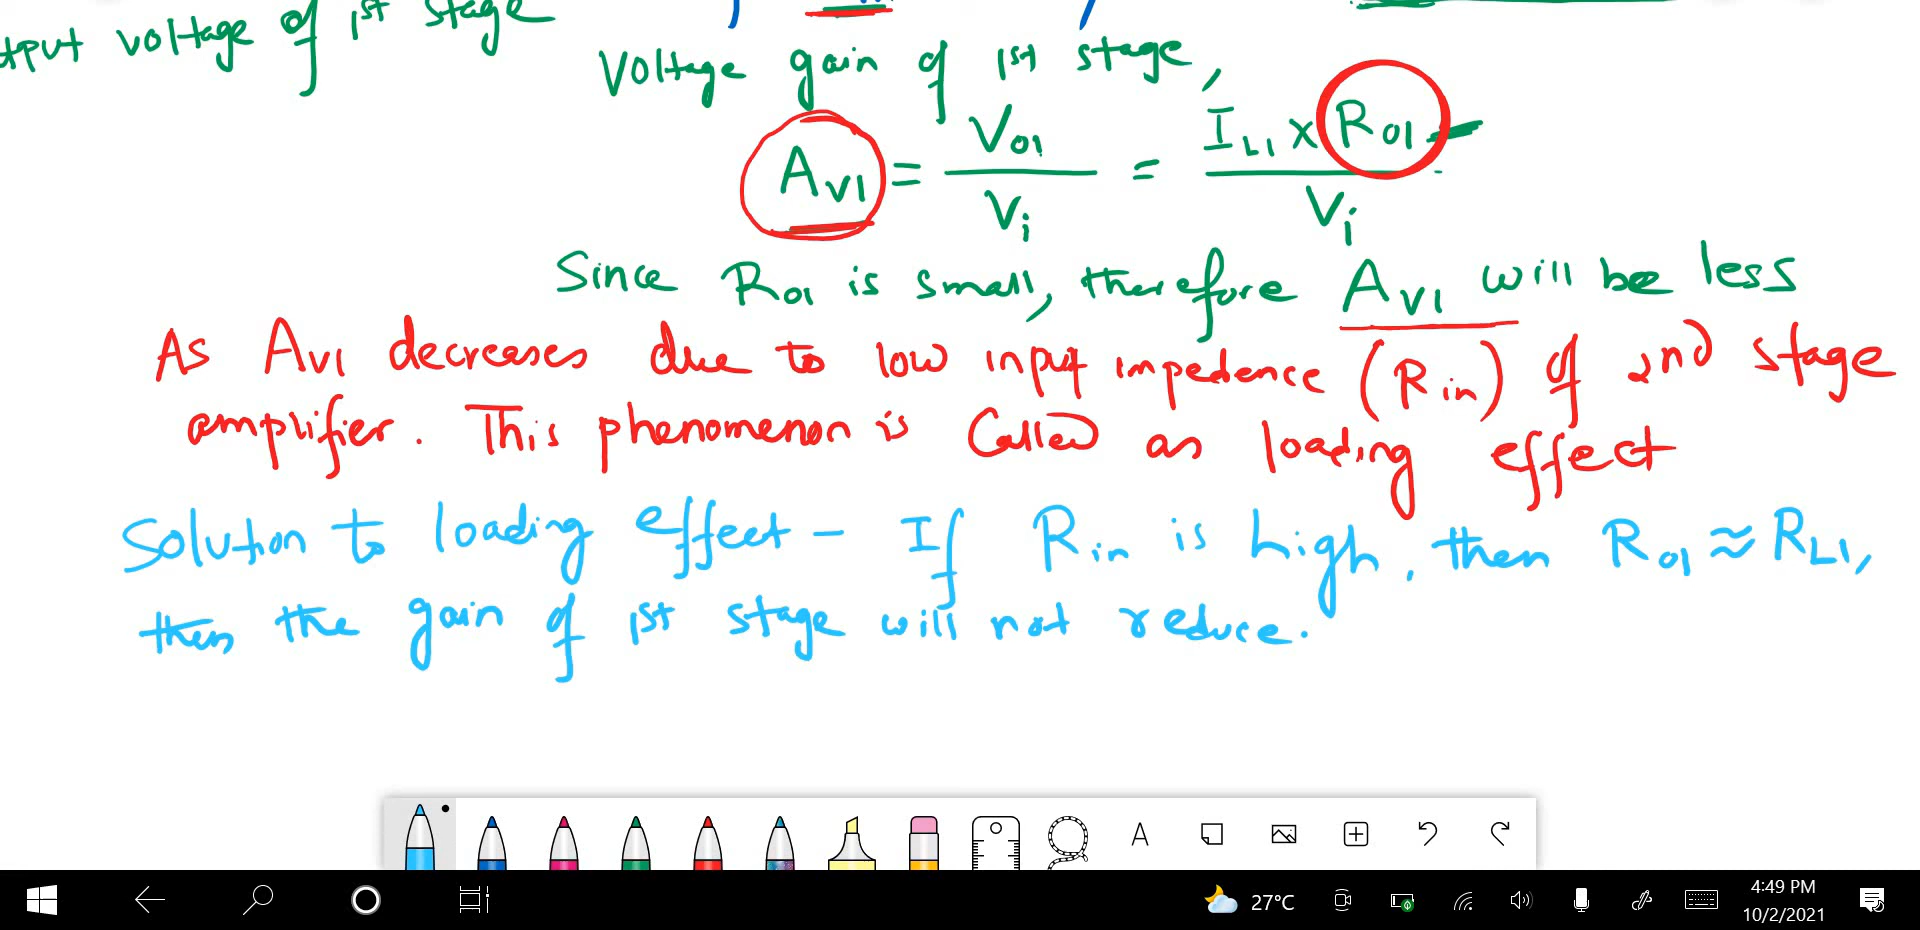 output voltage of 1st stage
Voltage gain of 1st stage,
Av1 = Vo1 / Vi = IL1 × Ro1 / Vi
Since Ro1 is small, therefore Av1 will be less
As Av1 decreases due to low input impedence (Rin) of 2nd stage
amplifier. This phenomenon is Called as loading effect
Solution to loading effect - If Rin is high, then Ro1 ≈ RL1,
then the gain of 1st stage will not reduce.
A
27°C
4:49 PM
10/2/2021